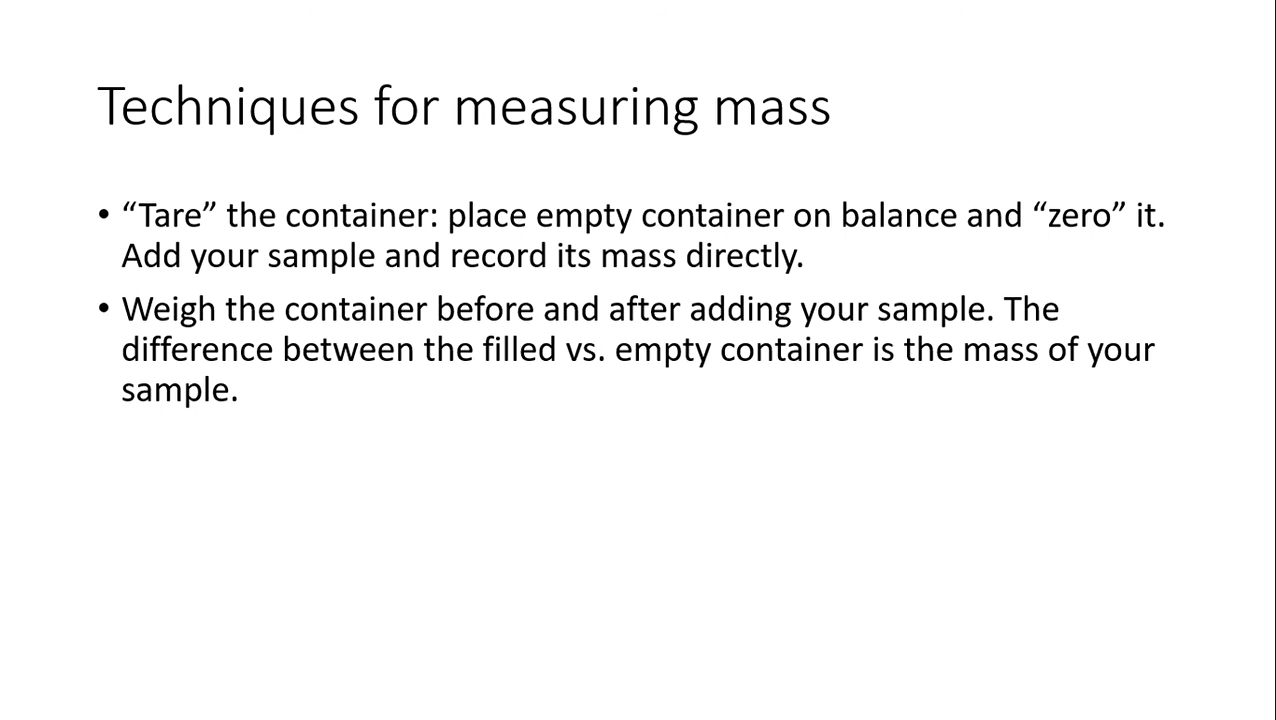 Techniques for measuring mass
• “Tare” the container: place empty container on balance and “zero” it.
Add your sample and record its mass directly.
• Weigh the container before and after adding your sample. The
difference between the filled vs. empty container is the mass of your
sample.